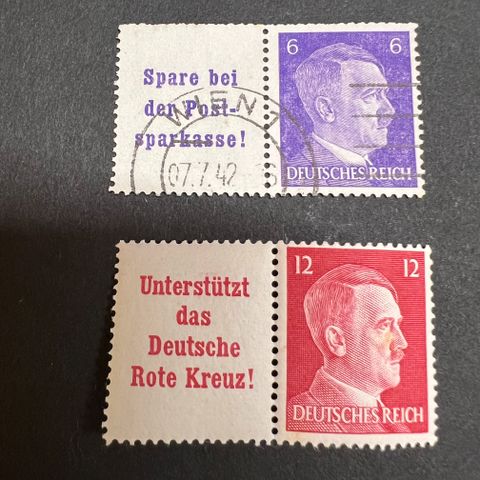 Spare bei
der Post-
sparkasse!
6 6
DEUTSCHES REICH
WIEN 7
07.7.42
Unterstützt
das
Deutsche
Rote Kreuz!
12 12
DEUTSCHES REICH